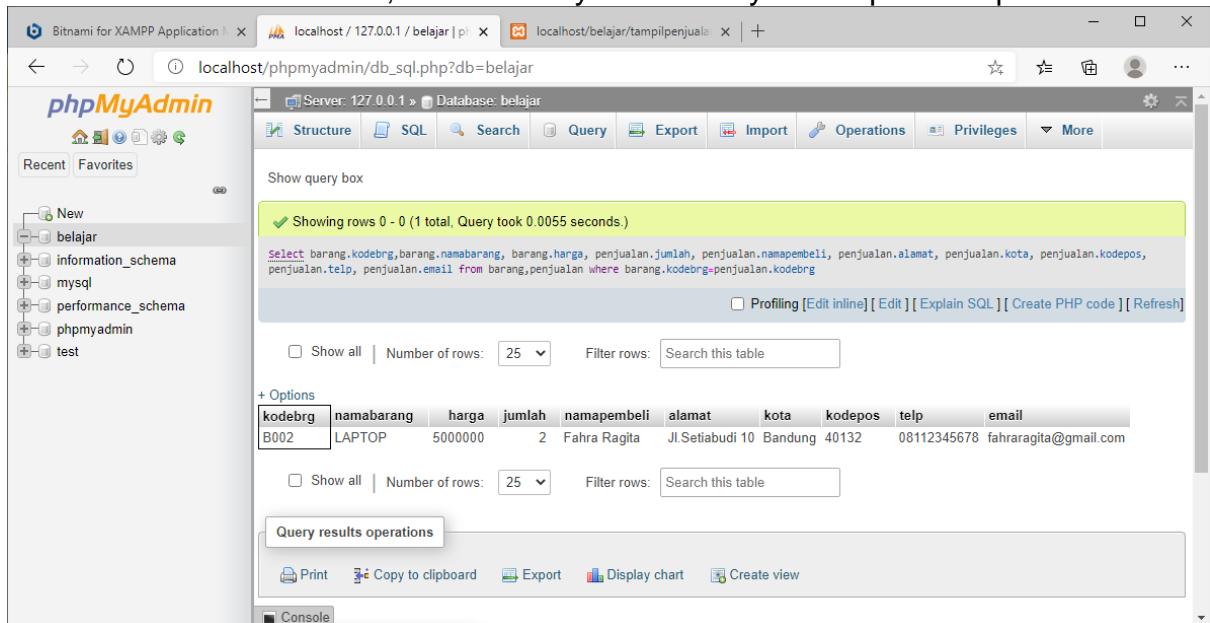 Bitnami for XAMPP Application
localhost / 127.0.0.1 / belajar | ph
localhost/belajar/tampilpenjuala
localhost/phpmyadmin/db_sql.php?db=belajar
phpMyAdmin
Recent Favorites
New
belajar
information_schema
mysql
performance_schema
phpmyadmin
test
Server: 127.0.0.1 » Database: belajar
Structure SQL Search Query Export Import Operations Privileges More
Show query box
Showing rows 0 - 0 (1 total, Query took 0.0055 seconds.)
Select barang.kodebrg,barang.namabarang, barang.harga, penjualan.jumlah, penjualan.namapembeli, penjualan.alamat, penjualan.kota, penjualan.kodepos,
penjualan.telp, penjualan.email from barang,penjualan where barang.kodebrg=penjualan.kodebrg
Profiling [Edit inline] [ Edit ] [ Explain SQL ] [ Create PHP code ] [ Refresh]
Show all | Number of rows: 25 Filter rows: Search this table
+ Options
kodebrg namabarang harga jumlah namapembeli alamat kota kodepos telp email
B002 LAPTOP 5000000 2 Fahra Ragita Jl.Setiabudi 10 Bandung 40132 08112345678 fahraragita@gmail.com
Show all | Number of rows: 25 Filter rows: Search this table
Query results operations
Print Copy to clipboard Export Display chart Create view
Console